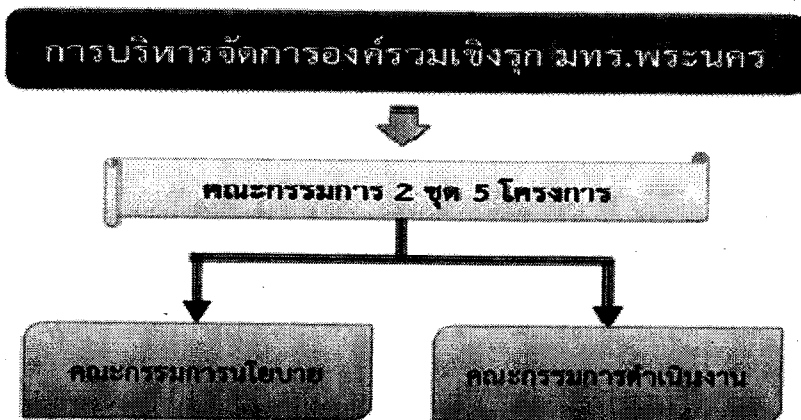 การบริหารจัดการองค์รวมเชิงรุก มทร.พระนคร
คณะกรรมการ 2 ชุด 5 โครงการ
คณะกรรมการนโยบาย
คณะกรรมการดำเนินงาน